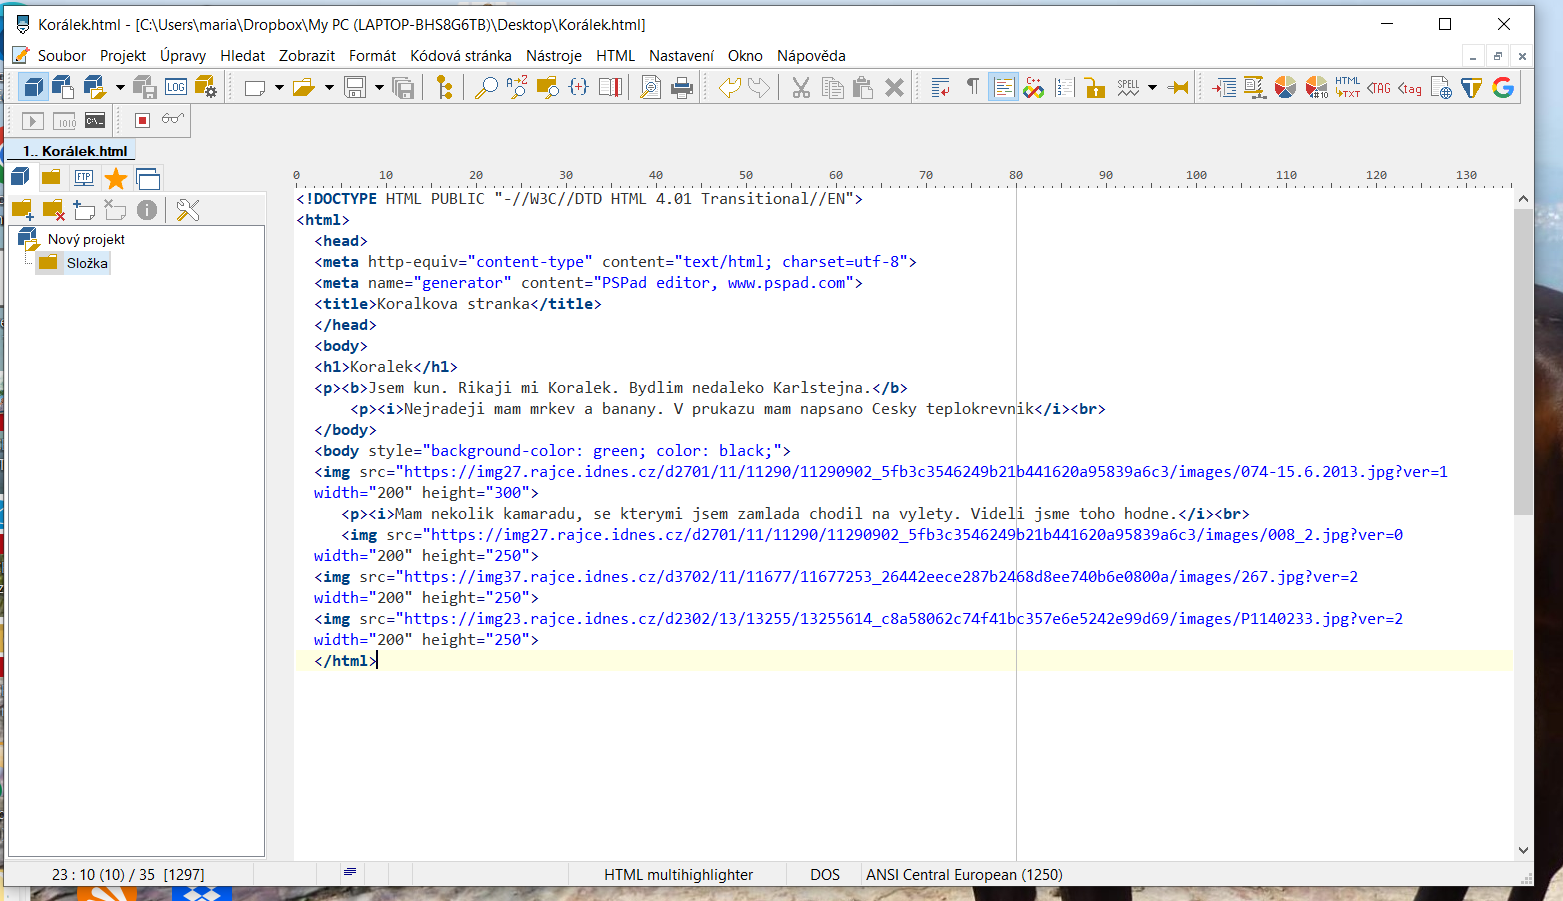 Korálek.html - [C:\Users\maria\Dropbox\My PC (LAPTOP-BHS8G6TB)\Desktop\Korálek.html]
Soubor Projekt Úpravy Hledat Zobrazit Formát Kódová stránka Nástroje HTML Nastavení Okno Nápověda
LOG A Z SPELL HTML TXT #10 <TAG <tag
1010 C:\_
1.. Korálek.html
FTP
0 10 20 30 40 50 60 70 80 90 100 110 120 130
Nový projekt
Složka
<!DOCTYPE HTML PUBLIC "-//W3C//DTD HTML 4.01 Transitional//EN">
<html>
<head>
<meta http-equiv="content-type" content="text/html; charset=utf-8">
<meta name="generator" content="PSPad editor, www.pspad.com">
<title>Koralkova stranka</title>
</head>
<body>
<h1>Koralek</h1>
<p><b>Jsem kun. Rikaji mi Koralek. Bydlim nedaleko Karlstejna.</b>
<p><i>Nejradeji mam mrkev a banany. V prukazu mam napsano Cesky teplokrevnik</i><br>
</body>
<body style="background-color: green; color: black;">
<img src="https://img27.rajce.idnes.cz/d2701/11/11290/11290902_5fb3c3546249b21b441620a95839a6c3/images/074-15.6.2013.jpg?ver=1
width="200" height="300">
<p><i>Mam nekolik kamaradu, se kterymi jsem zamlada chodil na vylety. Videli jsme toho hodne.</i><br>
<img src="https://img27.rajce.idnes.cz/d2701/11/11290/11290902_5fb3c3546249b21b441620a95839a6c3/images/008_2.jpg?ver=0
width="200" height="250">
<img src="https://img37.rajce.idnes.cz/d3702/11/11677/11677253_26442eece287b2468d8ee740b6e0800a/images/267.jpg?ver=2
width="200" height="250">
<img src="https://img23.rajce.idnes.cz/d2302/13/13255/13255614_c8a58062c74f41bc357e6e5242e99d69/images/P1140233.jpg?ver=2
width="200" height="250">
</html>
23 : 10 (10) / 35 [1297] HTML multihighlighter DOS ANSI Central European (1250)